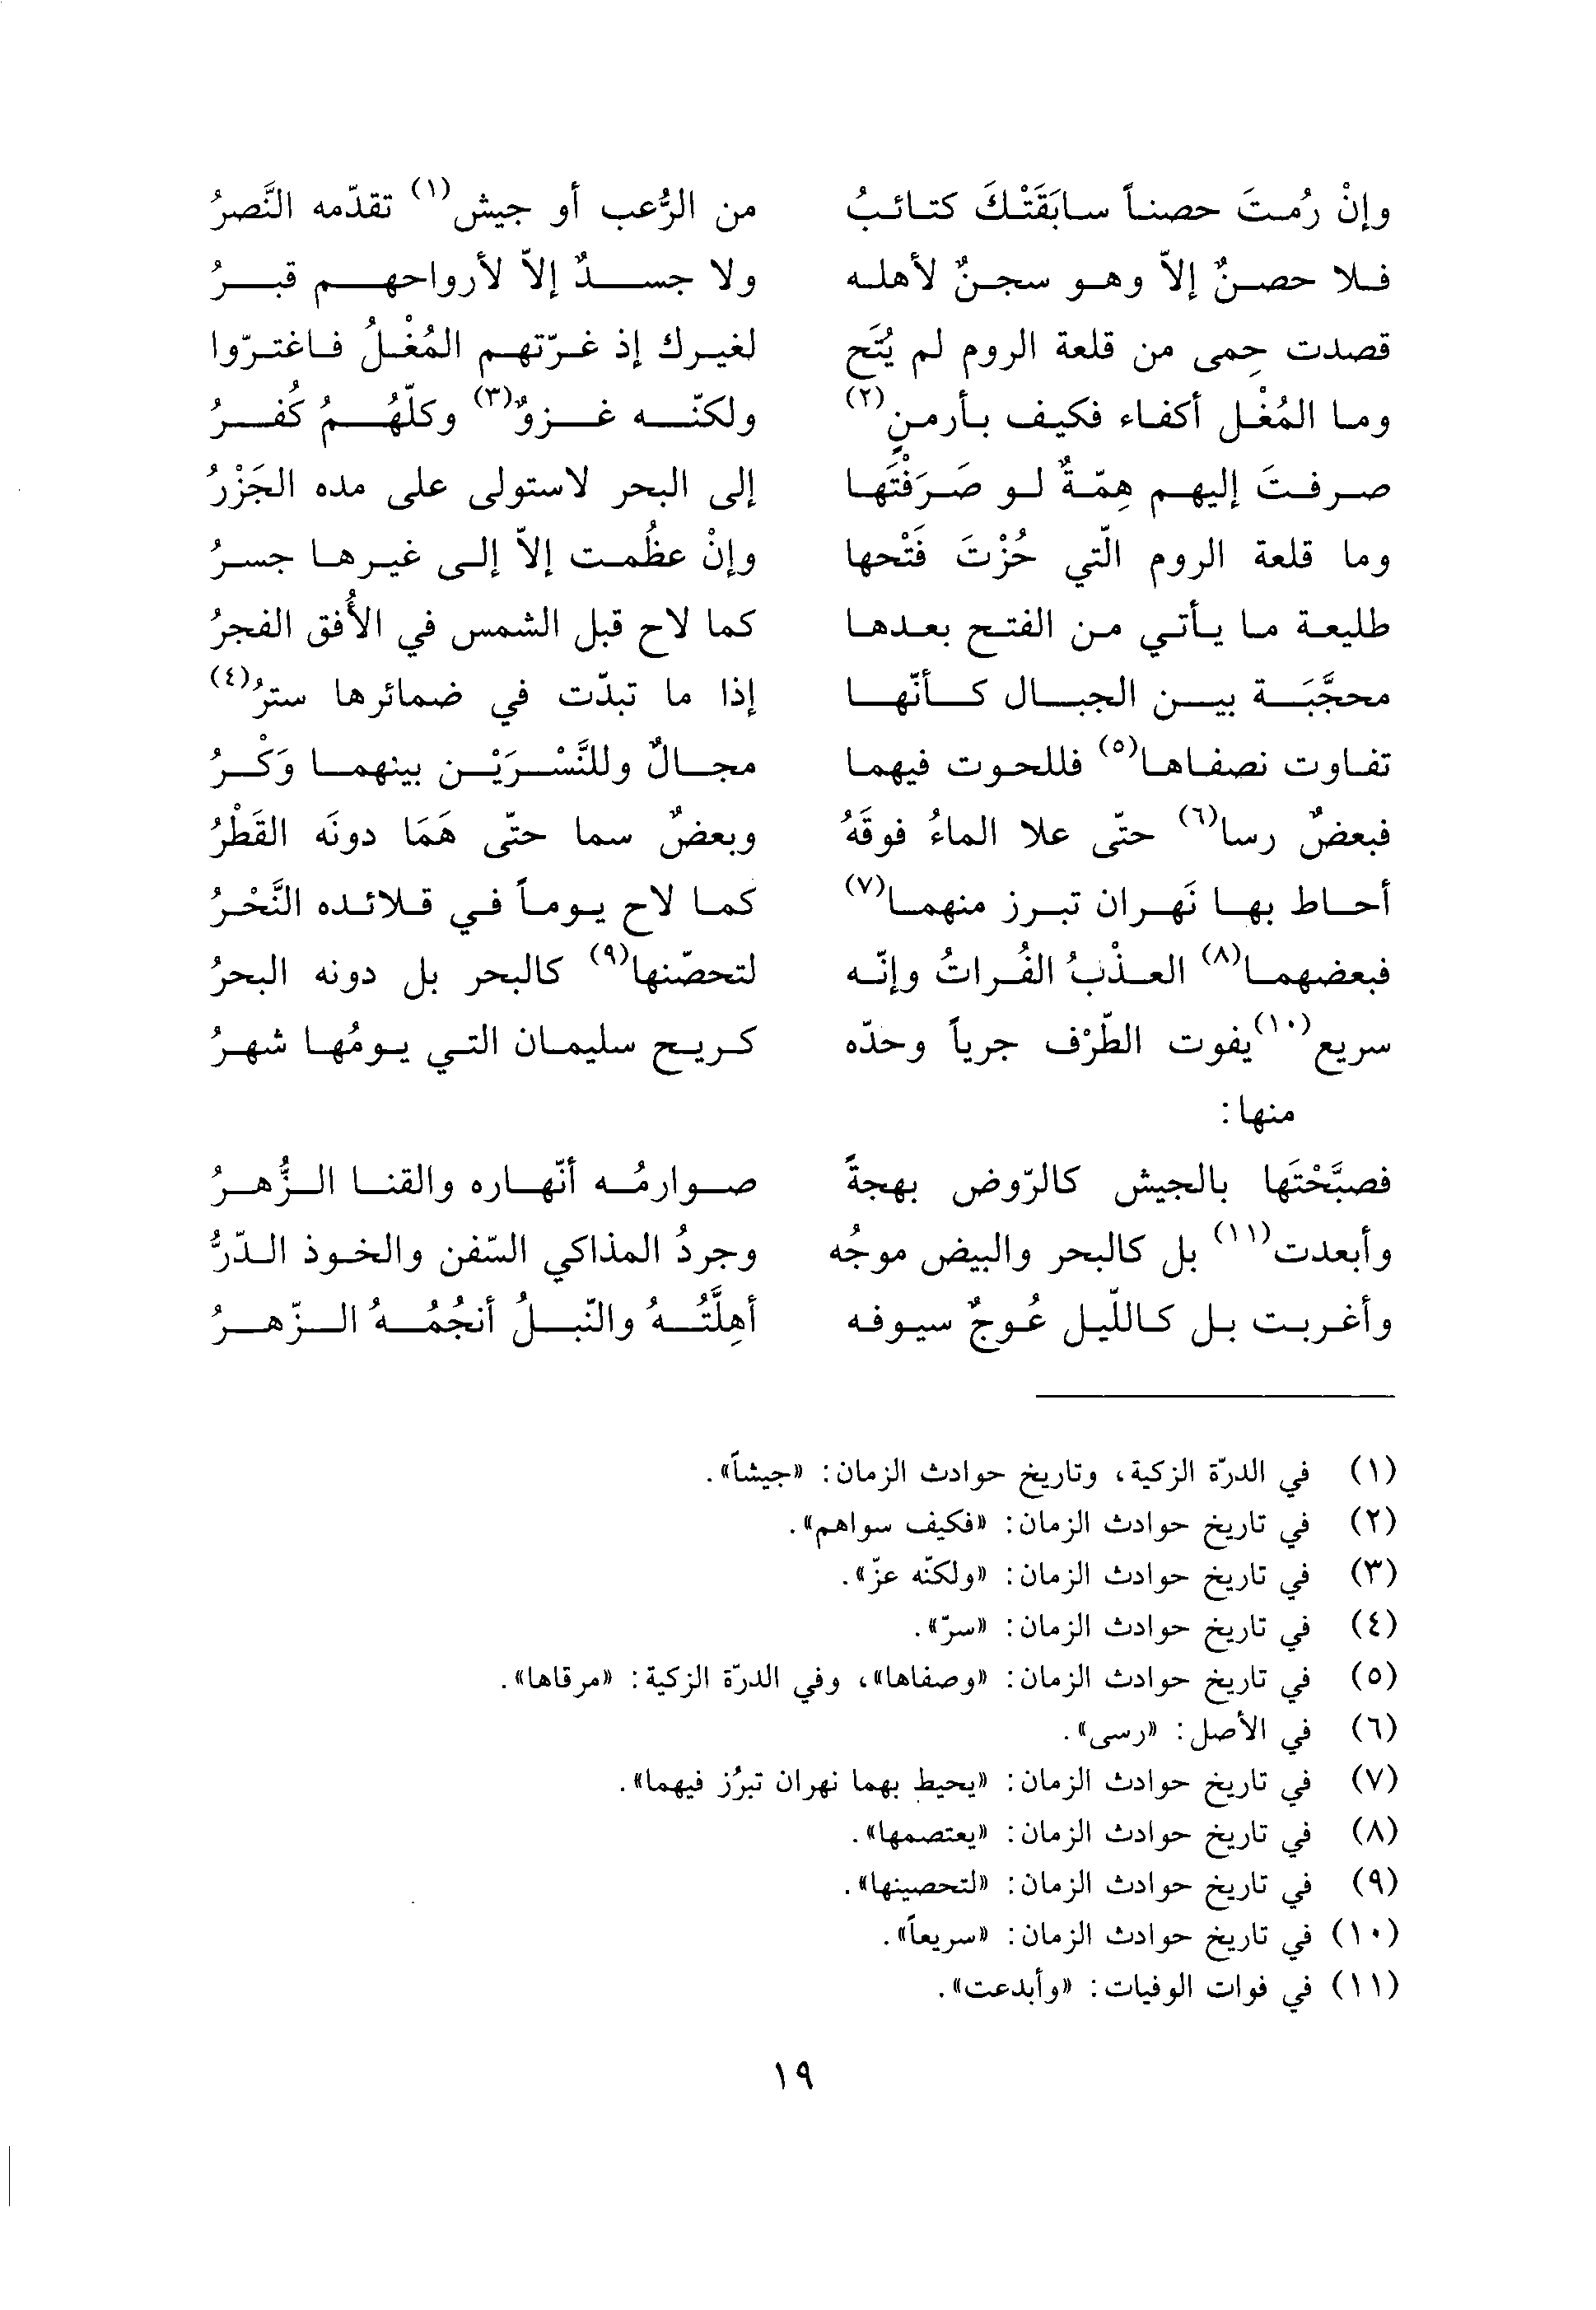 وإنْ رُمتَ حصناً سابَقَتْكَ كتائبُ من الرُّعب أو جيش(١) تقدّمه النَّصرُ
فلا حصنٌ إلاّ وهو سجنٌ لأهله ولا جسدٌ إلاّ لأرواحهم قبرُ
قصدت حِمى من قلعة الروم لم يُتَح لغيرك إذ غرّتهم المُغْلُ فاغترّوا
وما المُغْل أكفاء فكيف بأرمنٍ(٢) ولكنّه غزوٌ(٣) وكلّهُمُ كُفرُ
صرفتَ إليهم هِمّةٌ لو صَرَفْتَها إلى البحر لاستولى على مده الجَزْرُ
وما قلعة الروم الّتي حُزْتَ فَتْحها وإنْ عظُمت إلاّ إلى غيرها جسرُ
طليعة ما يأتي من الفتح بعدها كما لاح قبل الشمس في الأُفق الفجرُ
محجَّبَة بين الجبال كأنّها إذا ما تبدّت في ضمائرها سترُ(٤)
تفاوت نصفاها(٥) فللحوت فيهما مجالٌ وللنَّسْرَيْن بينهما وَكْرُ
فبعضٌ رسا(٦) حتّى علا الماءُ فوقَهُ وبعضٌ سما حتّى هَمَا دونَه القَطْرُ
أحاط بها نَهران تبرز منهما(٧) كما لاح يوماً في قلائده النَّحْرُ
فبعضهما(٨) العذْبُ الفُراتُ وإنّه لتحصّنها(٩) كالبحر بل دونه البحرُ
سريع(١٠) يفوت الطّرْف جرياً وحدّه كريح سليمان التي يومُها شهرُ
منها:
فصبَّحْتَها بالجيش كالرّوض بهجةً صوارمُه أنّهاره والقنا الزُّهرُ
وأبعدت(١١) بل كالبحر والبيض موجُه وجردُ المذاكي السّفن والخوذ الدّرُّ
وأغربت بل كاللّيل عُوجٌ سيوفه أهِلَّتُهُ والنّبلُ أنجُمُهُ الزّهرُ
(١) في الدرّة الزكية، وتاريخ حوادث الزمان: «جيشاً».
(٢) في تاريخ حوادث الزمان: «فكيف سواهم».
(٣) في تاريخ حوادث الزمان: «ولكنّه عزّ».
(٤) في تاريخ حوادث الزمان: «سرّ».
(٥) في تاريخ حوادث الزمان: «وصفاها»، وفي الدرّة الزكية: «مرقاها».
(٦) في الأصل: «رسى».
(٧) في تاريخ حوادث الزمان: «يحيط بهما نهران تبرُز فيهما».
(٨) في تاريخ حوادث الزمان: «يعتصمها».
(٩) في تاريخ حوادث الزمان: «لتحصينها».
(١٠) في تاريخ حوادث الزمان: «سريعاً».
(١١) في فوات الوفيات: «وأبدعت».
١٩